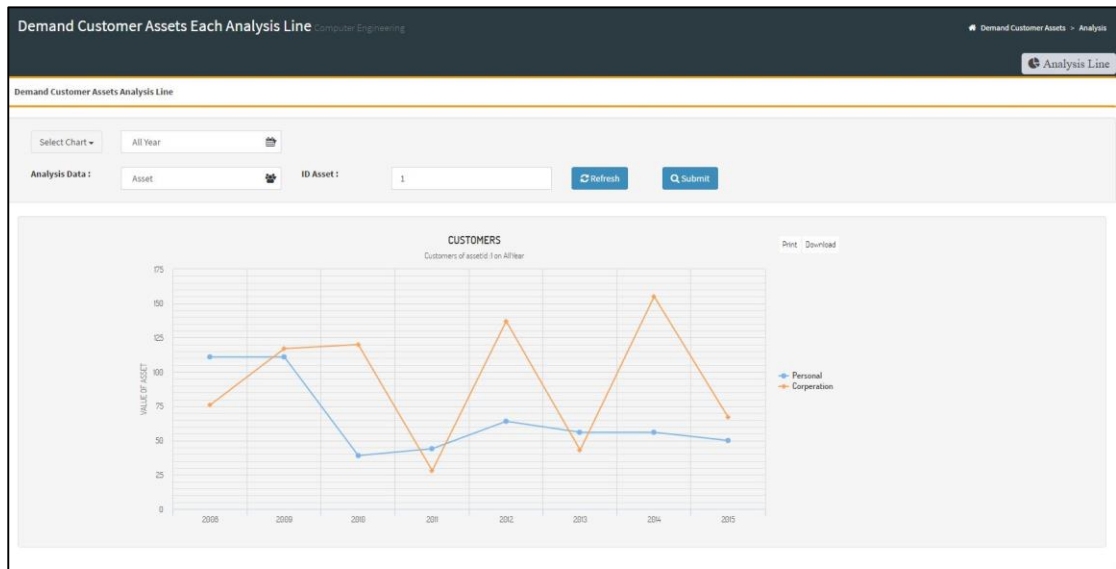 Demand Customer Assets Each Analysis Line Computer Engineering
Demand Customer Assets > Analysis
Analysis Line
Demand Customer Assets Analysis Line
Select Chart
All Year
Analysis Data :
Asset
ID Asset :
1
Refresh
Submit
CUSTOMERS
Customers of assetid :1 on AllYear
Print Download
VALUE OF ASSET
175
150
125
100
75
50
25
0
2008 2009 2010 2011 2012 2013 2014 2015
Personal
Corperation